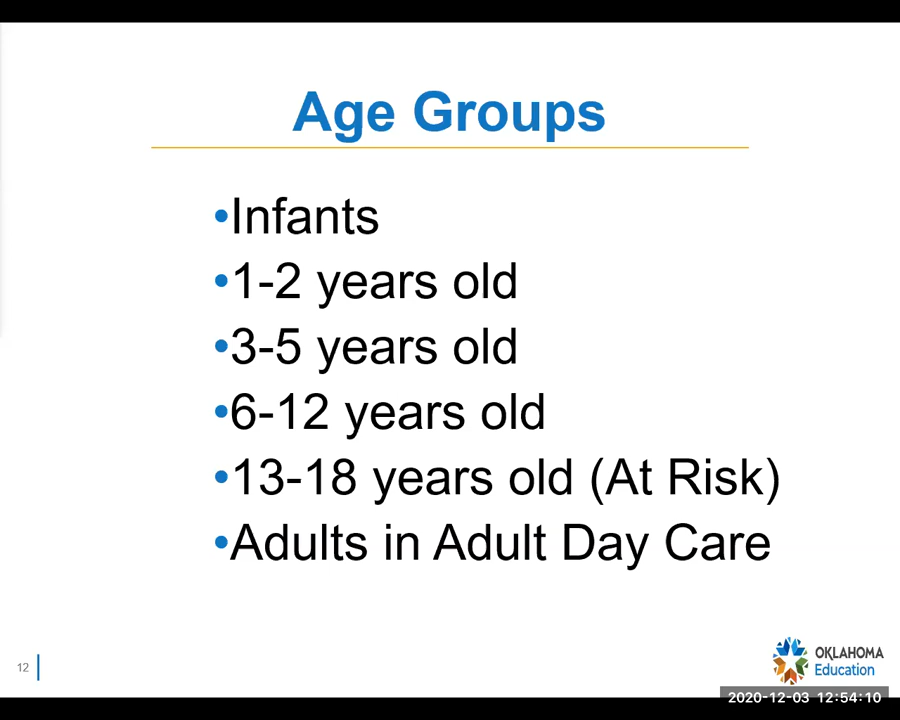 Age Groups
•Infants
•1-2 years old
•3-5 years old
•6-12 years old
•13-18 years old (At Risk)
•Adults in Adult Day Care
12
OKLAHOMA
Education
2020-12-03 12:54:10